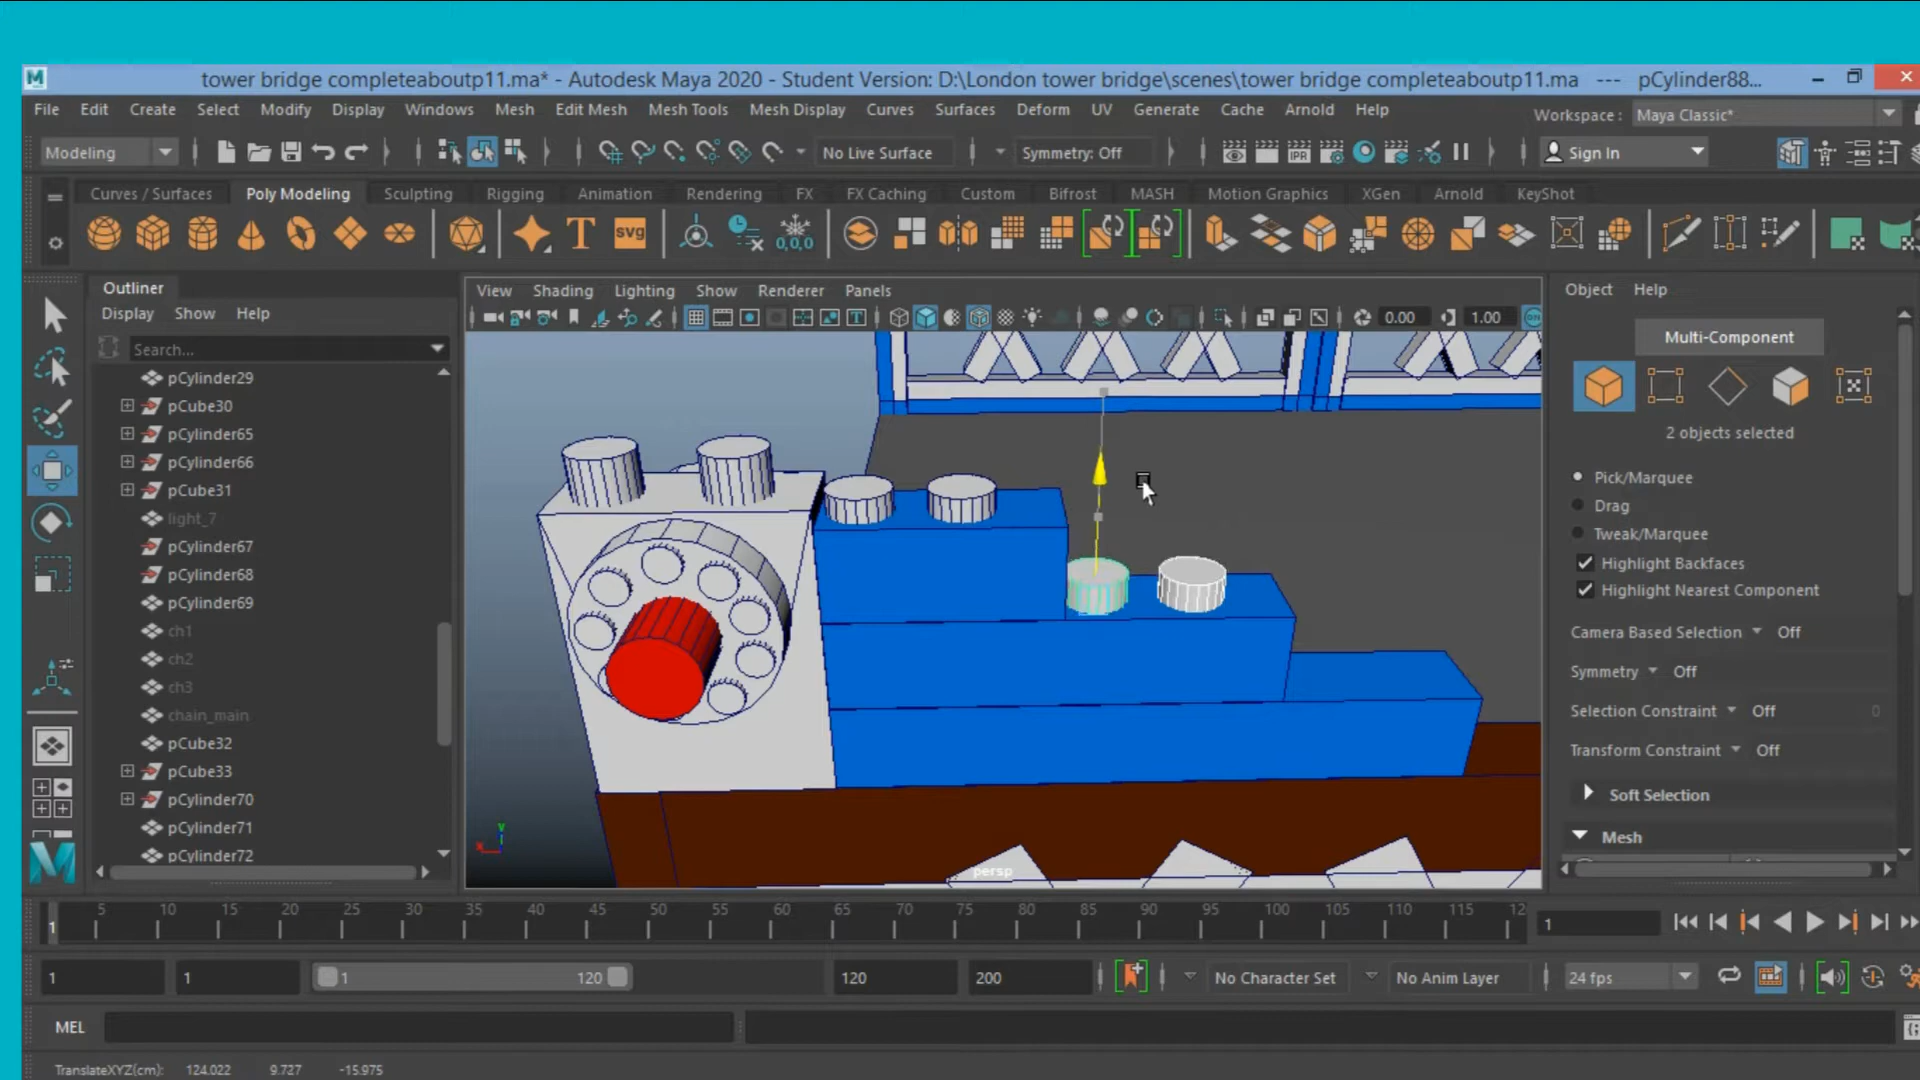 tower bridge completeaboutp11.ma* - Autodesk Maya 2020 - Student Version: D:\London tower bridge\scenes\tower bridge completeaboutp11.ma --- pCylinder88...
File Edit Create Select Modify Display Windows Mesh Edit Mesh Mesh Tools Mesh Display Curves Surfaces Deform UV Generate Cache Arnold Help
Workspace : Maya Classic*
Modeling No Live Surface Symmetry: Off Sign In
Curves / Surfaces Poly Modeling Sculpting Rigging Animation Rendering FX FX Caching Custom Bifrost MASH Motion Graphics XGen Arnold KeyShot
T svg 0,0,0
Outliner
Display Show Help
Search...
pCylinder29
pCube30
pCylinder65
pCylinder66
pCube31
light_7
pCylinder67
pCylinder68
pCylinder69
ch1
ch2
ch3
chain_main
pCube32
pCube33
pCylinder70
pCylinder71
pCylinder72
View Shading Lighting Show Renderer Panels
0.00 1.00
persp
Object Help
Multi-Component
2 objects selected
Pick/Marquee
Drag
Tweak/Marquee
Highlight Backfaces
Highlight Nearest Component
Camera Based Selection Off
Symmetry Off
Selection Constraint Off 0
Transform Constraint Off
Soft Selection
Mesh
5 10 15 20 25 30 35 40 45 50 55 60 65 70 75 80 85 90 95 100 105 110 115 12
1 1
1 1 1 120 120 200 No Character Set No Anim Layer 24 fps
MEL
TranslateXYZ(cm): 124.022 9.727 -15.975